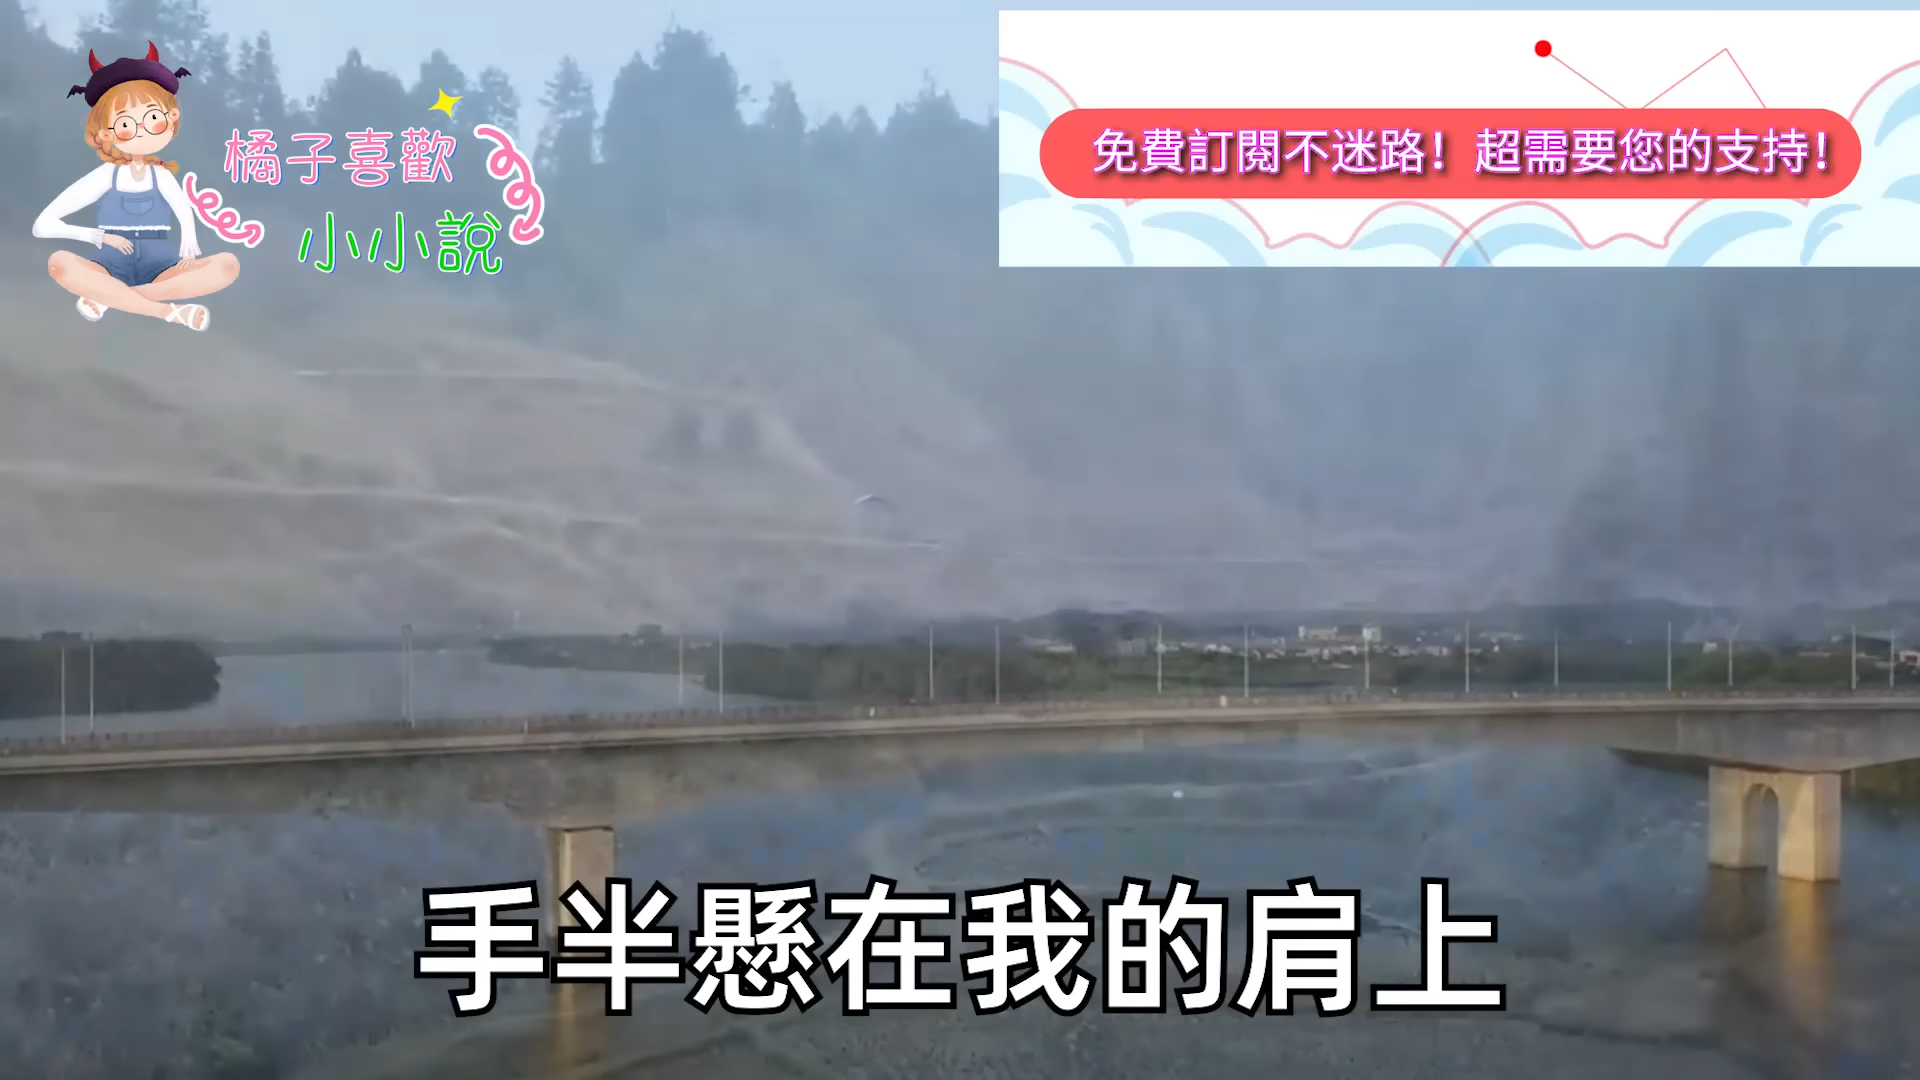 橘子喜歡
小小說
免費訂閱不迷路！超需要您的支持！
手半懸在我的肩上